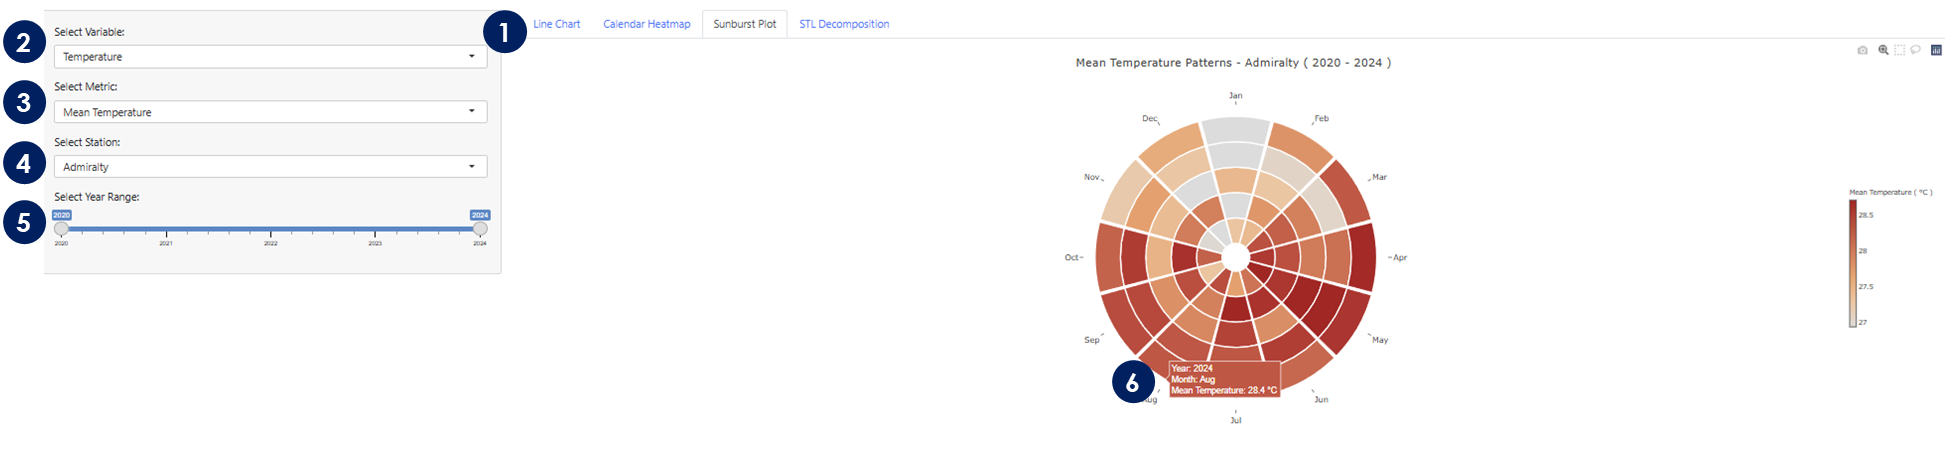 1
Line Chart
Calendar Heatmap
Sunburst Plot
STL Decomposition
2
Select Variable:
Temperature
3
Select Metric:
Mean Temperature
4
Select Station:
Admiralty
5
Select Year Range:
2020
2024
2020
2021
2022
2023
2024
Mean Temperature Patterns - Admiralty ( 2020 - 2024 )
Jan
Feb
Mar
Apr
May
Jun
Jul
Aug
Sep
Oct
Nov
Dec
6
Year: 2024
Month: Aug
Mean Temperature: 28.4 °C
Mean Temperature ( °C )
28.5
28
27.5
27